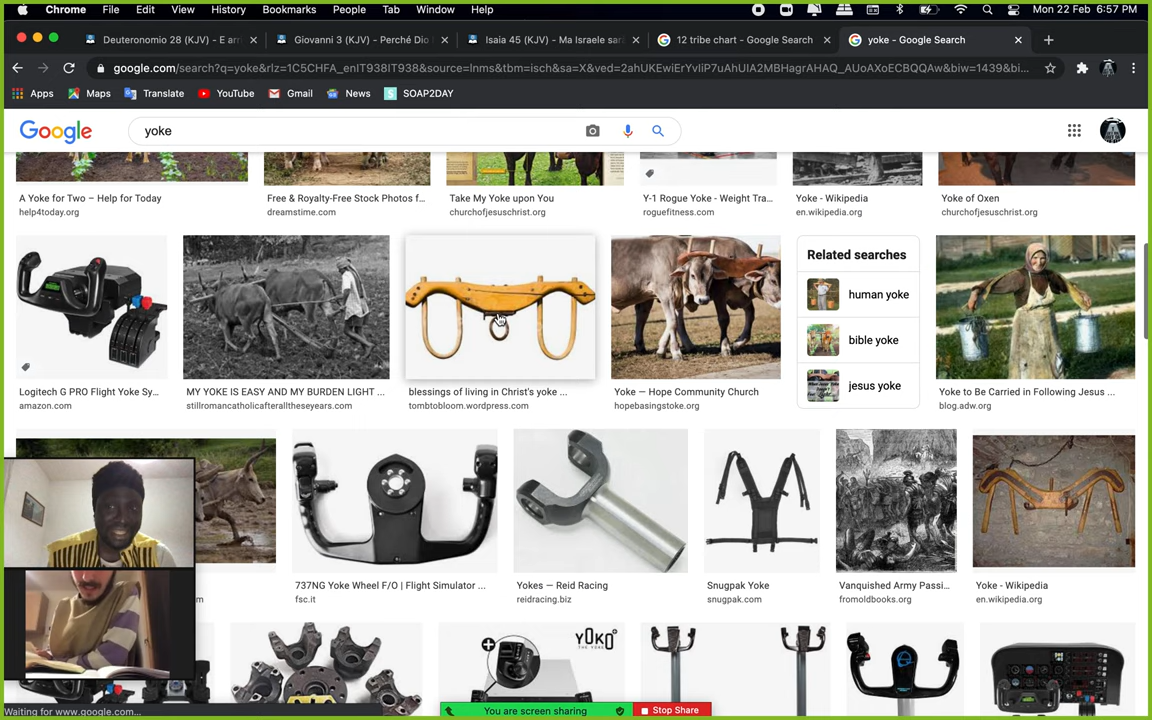 Chrome File Edit View History Bookmarks People Tab Window Help Mon 22 Feb 6:57 PM
Deuteronomio 28 (KJV) - E arri Giovanni 3 (KJV) - Perché Dio Isaia 45 (KJV) - Ma Israele sarà 12 tribe chart - Google Search yoke - Google Search
google.com/search?q=yoke&rlz=1C5CHFA_enIT938IT938&source=lnms&tbm=isch&sa=X&ved=2ahUKEwiErYvIiP7uAhUIA2MBHagrAHAQ_AUoAXoECBQQAw&biw=1439&bi...
Apps Maps Translate YouTube Gmail News SOAP2DAY
Google yoke
A Yoke for Two – Help for Today Free & Royalty-Free Stock Photos f... Take My Yoke upon You Y-1 Rogue Yoke - Weight Tra... Yoke - Wikipedia Yoke of Oxen
help4today.org dreamstime.com churchofjesuschrist.org roguefitness.com en.wikipedia.org churchofjesuschrist.org
Related searches
human yoke
bible yoke
jesus yoke
Logitech G PRO Flight Yoke Sy... MY YOKE IS EASY AND MY BURDEN LIGHT ... blessings of living in Christ's yoke ... Yoke — Hope Community Church Yoke to Be Carried in Following Jesus ...
amazon.com stillromancatholicafteralltheseyears.com tombtobloom.wordpress.com hopebasingstoke.org blog.adw.org
737NG Yoke Wheel F/O | Flight Simulator ... Yokes — Reid Racing Snugpak Yoke Vanquished Army Passi... Yoke - Wikipedia
m fsc.it reidracing.biz snugpak.com fromoldbooks.org en.wikipedia.org
YOKO
THE YOKE
Waiting for www.google.com... You are screen sharing Stop Share